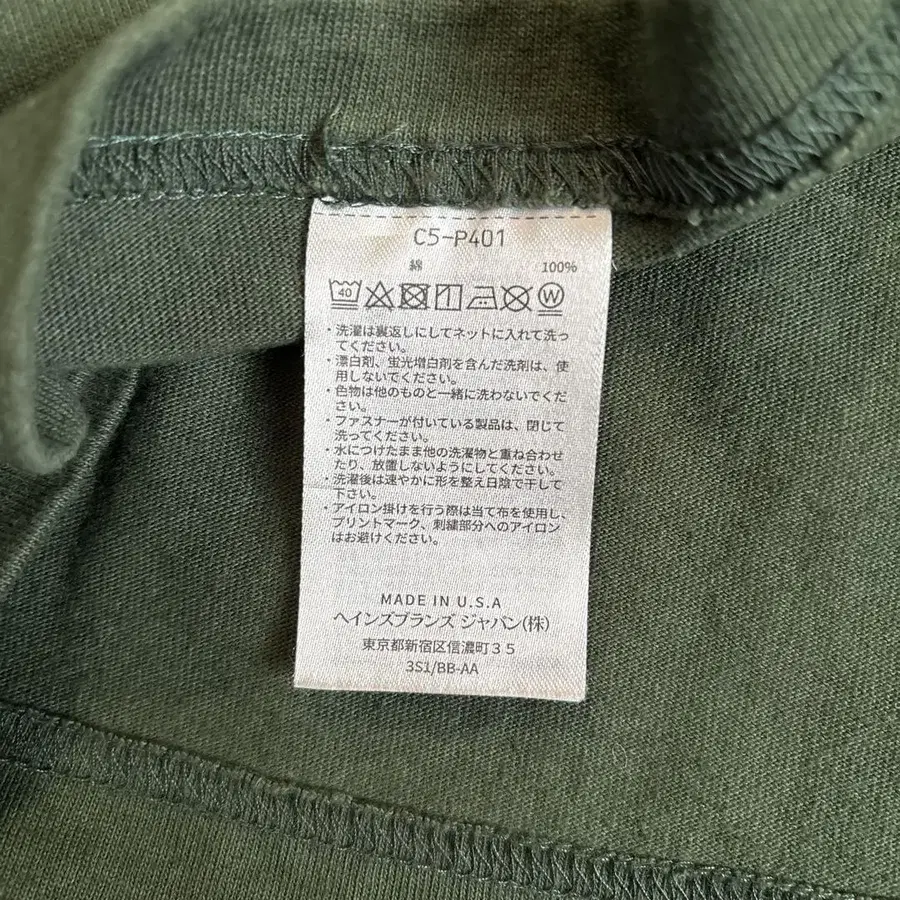 C5-P401
綿 100%
40 W
・洗濯は裏返しにしてネットに入れて洗っ
てください。
・漂白剤、蛍光増白剤を含んだ洗剤は、使
用しないでください。
・色物は他のものと一緒に洗わないでくだ
さい。
・ファスナーが付いている製品は、閉じて
洗ってください。
・水につけたまま他の洗濯物と重ね合わせ
たり、放置しないようにしてください。
・洗濯後は速やかに形を整え日陰で干して
下さい。
・アイロン掛けを行う際は当て布を使用し、
プリントマーク、刺繍部分へのアイロン
はお避けください。
MADE IN U.S.A
ヘインズブランズ ジャパン(株)
東京都新宿区信濃町35
3S1/BB-AA